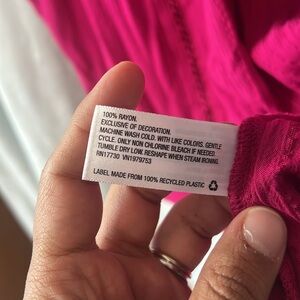 100% RAYON.
EXCLUSIVE OF DECORATION.
MACHINE WASH COLD. WITH LIKE COLORS, GENTLE
CYCLE. ONLY NON CHLORINE BLEACH IF NEEDED.
TUMBLE DRY LOW. RESHAPE WHEN STEAM IRONING.
RN17730 VN1979753
LABEL MADE FROM 100% RECYCLED PLASTIC